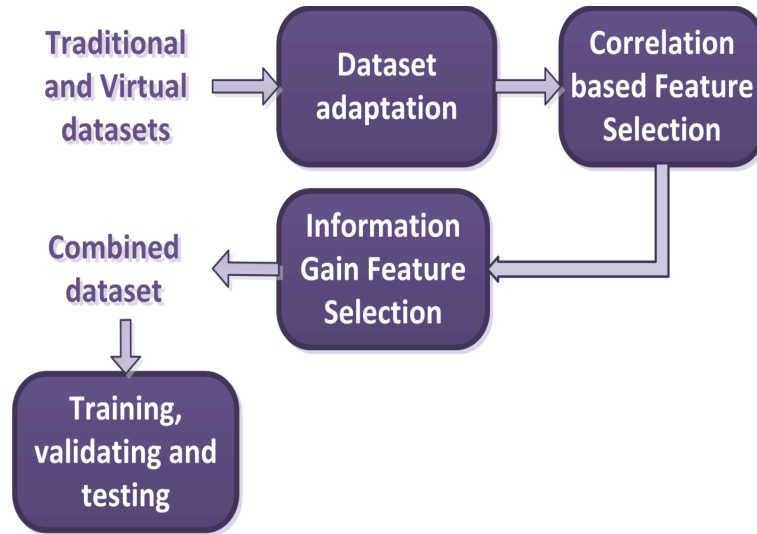 Traditional
and Virtual
datasets
Dataset
adaptation
Correlation
based Feature
Selection
Information
Gain Feature
Selection
Combined
dataset
Training,
validating and
testing